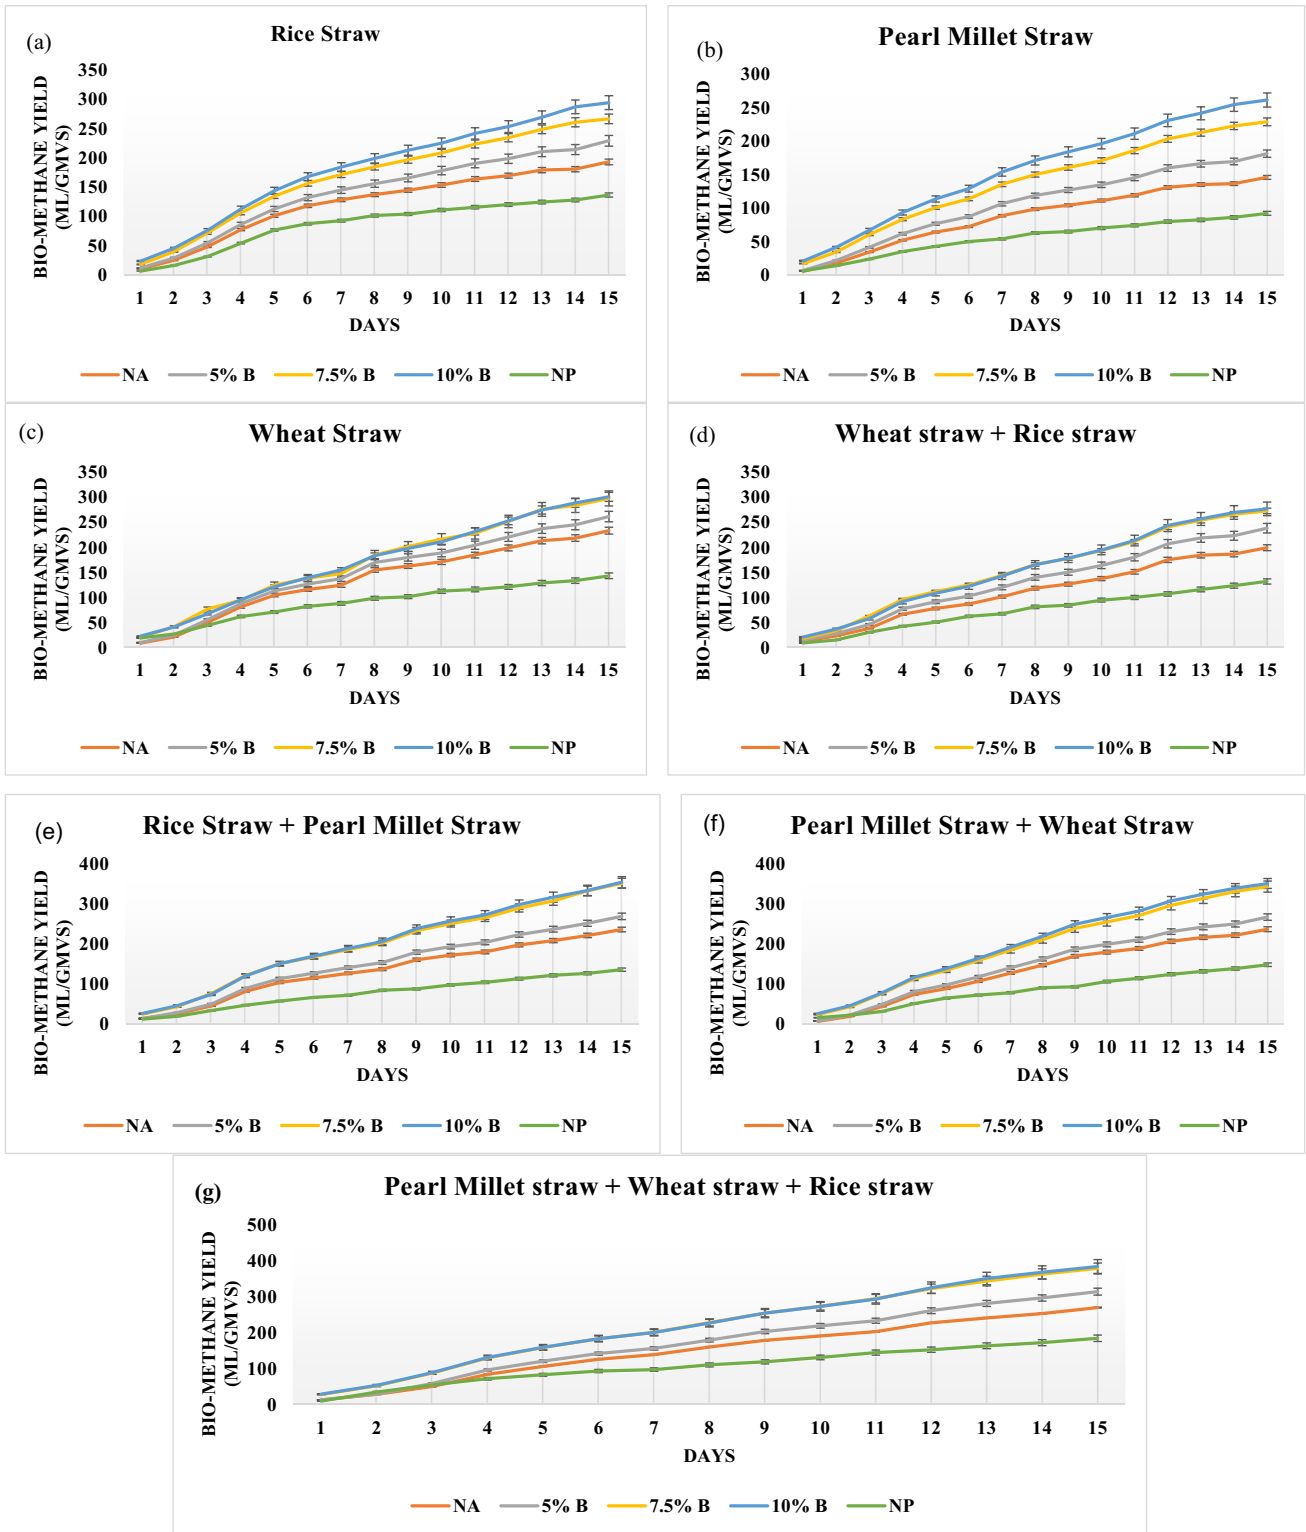 (a)
Rice Straw
BIO-METHANE YIELD
(ML/GMVS)
350
300
250
200
150
100
50
0
1 2 3 4 5 6 7 8 9 10 11 12 13 14 15
DAYS
NA 5% B 7.5% B 10% B NP
(b)
Pearl Millet Straw
BIO-METHANE YIELD
(ML/GMVS)
300
250
200
150
100
50
0
1 2 3 4 5 6 7 8 9 10 11 12 13 14 15
DAYS
NA 5% B 7.5% B 10% B NP
(c)
Wheat Straw
BIO-METHANE YIELD
(ML/GMVS)
350
300
250
200
150
100
50
0
1 2 3 4 5 6 7 8 9 10 11 12 13 14 15
DAYS
NA 5% B 7.5% B 10% B NP
(d)
Wheat straw + Rice straw
BIO-METHANE YIELD
(ML/GMVS)
350
300
250
200
150
100
50
0
1 2 3 4 5 6 7 8 9 10 11 12 13 14 15
DAYS
NA 5% B 7.5% B 10% B NP
(e)
Rice Straw + Pearl Millet Straw
BIO-METHANE YIELD
(ML/GMVS)
400
300
200
100
0
1 2 3 4 5 6 7 8 9 10 11 12 13 14 15
DAYS
NA 5% B 7.5% B 10% B NP
(f)
Pearl Millet Straw + Wheat Straw
BIO-METHANE YIELD
(ML/GMVS)
400
300
200
100
0
1 2 3 4 5 6 7 8 9 10 11 12 13 14 15
DAYS
NA 5% B 7.5% B 10% B NP
(g)
Pearl Millet straw + Wheat straw + Rice straw
BIO-METHANE YIELD
(ML/GMVS)
500
400
300
200
100
0
1 2 3 4 5 6 7 8 9 10 11 12 13 14 15
DAYS
NA 5% B 7.5% B 10% B NP